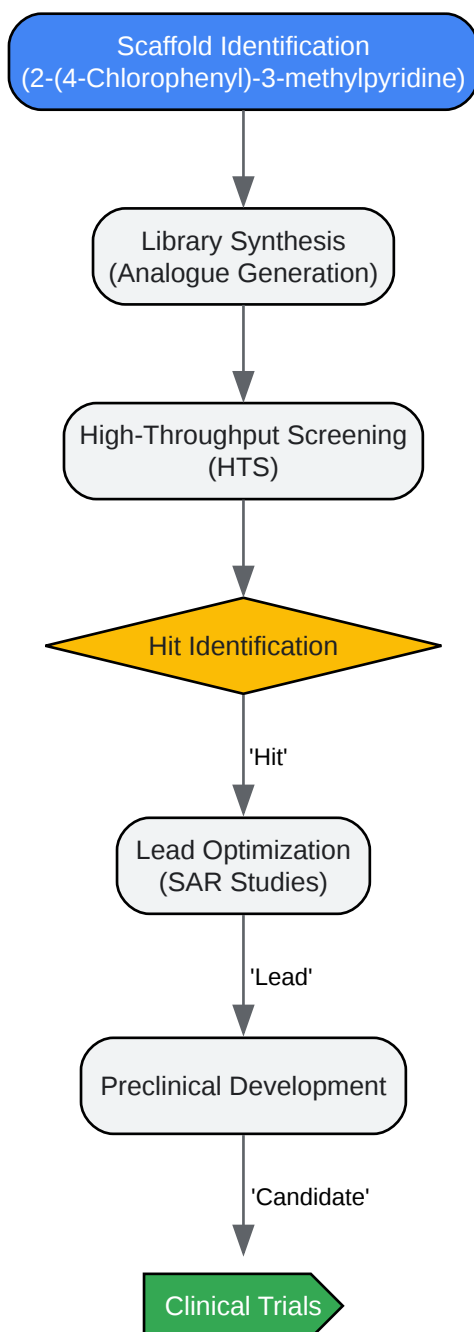 Scaffold Identification
(2-(4-Chlorophenyl)-3-methylpyridine)
Library Synthesis
(Analogue Generation)
High-Throughput Screening
(HTS)
Hit Identification
'Hit'
Lead Optimization
(SAR Studies)
'Lead'
Preclinical Development
'Candidate'
Clinical Trials